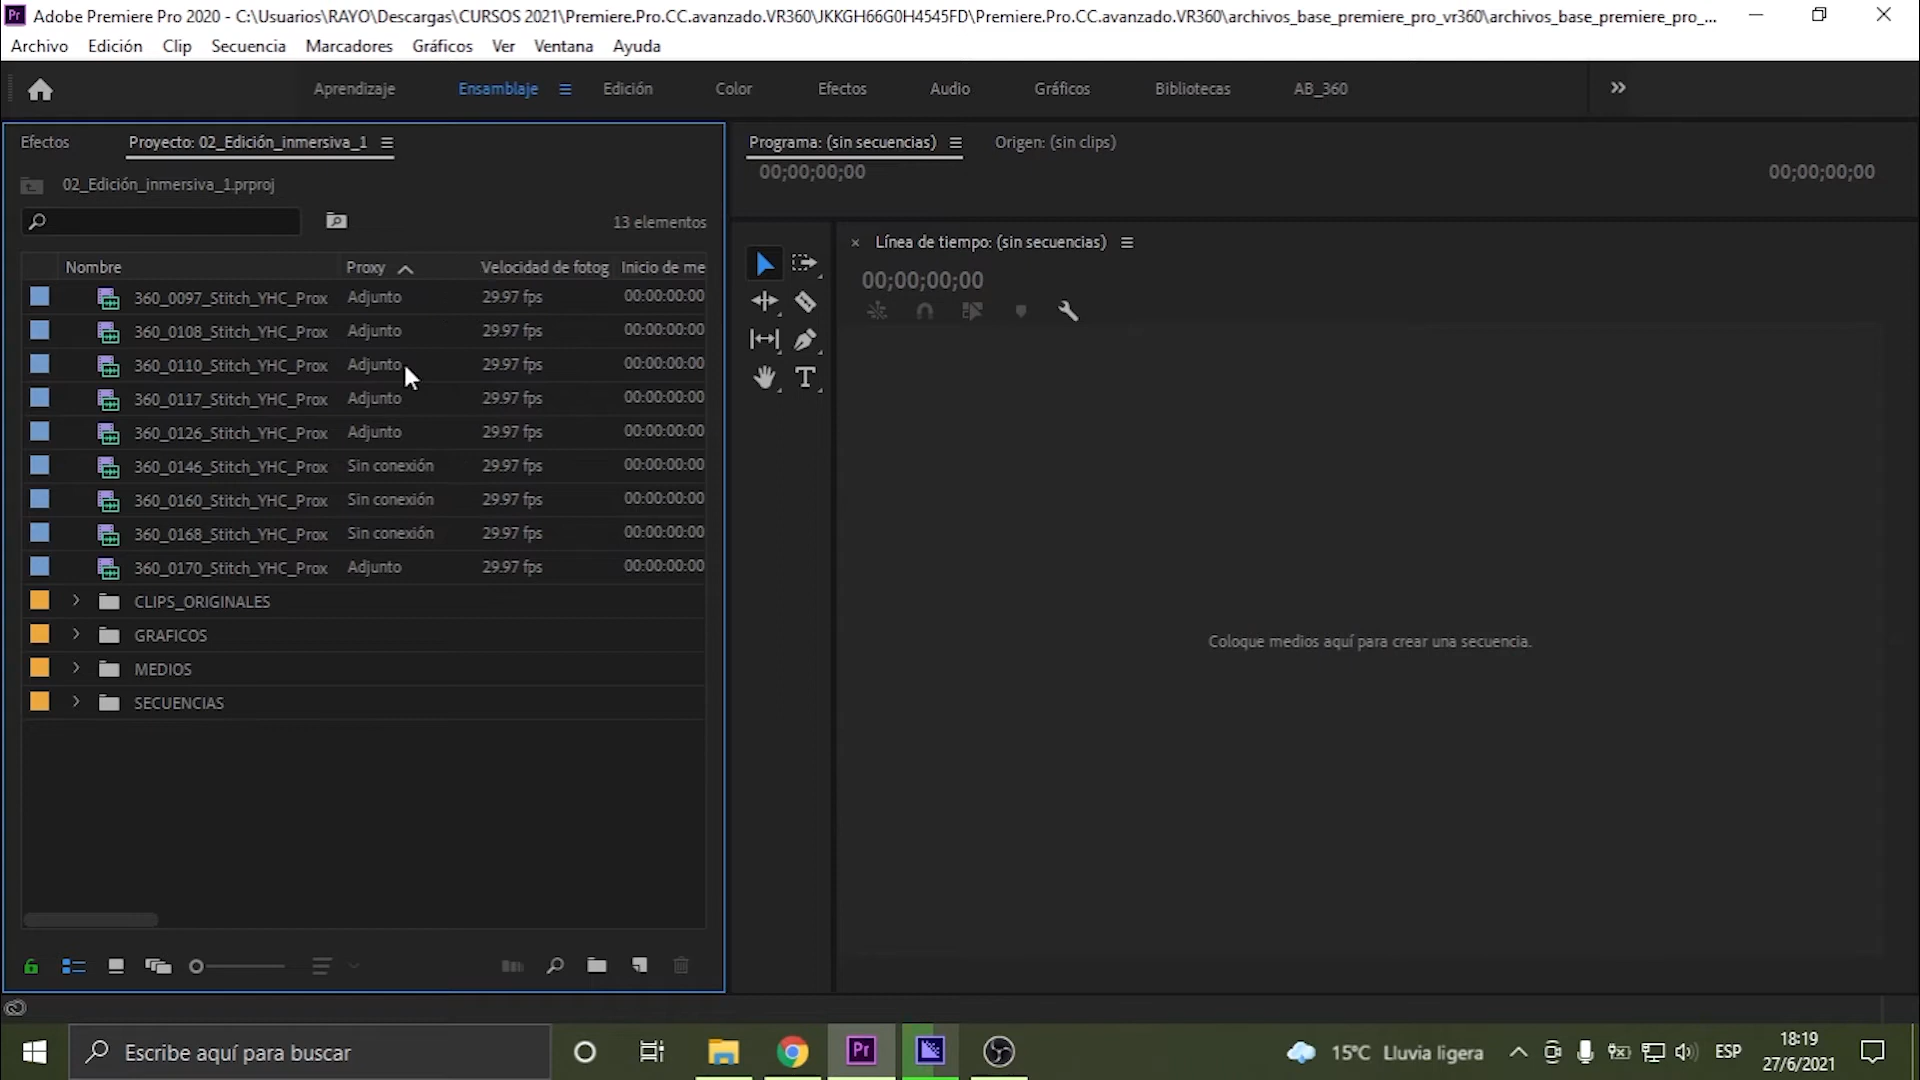 Adobe Premiere Pro 2020 - C:\Usuarios\RAYO\Descargas\CURSOS 2021\Premiere.Pro.CC.avanzado.VR360\JKKGH66G0H4545FD\Premiere.Pro.CC.avanzado.VR360\archivos_base_premiere_pro_vr360\archivos_base_premiere_pro_...
Archivo Edición Clip Secuencia Marcadores Gráficos Ver Ventana Ayuda
Aprendizaje Ensamblaje Edición Color Efectos Audio Gráficos Bibliotecas AB_360
Efectos Proyecto: 02_Edición_inmersiva_1
02_Edición_inmersiva_1.prproj
13 elementos
Nombre Proxy Velocidad de fotog Inicio de me
360_0097_Stitch_YHC_Prox Adjunto 29.97 fps 00:00:00:00
360_0108_Stitch_YHC_Prox Adjunto 29.97 fps 00:00:00:00
360_0110_Stitch_YHC_Prox Adjunto 29.97 fps 00:00:00:00
360_0117_Stitch_YHC_Prox Adjunto 29.97 fps 00:00:00:00
360_0126_Stitch_YHC_Prox Adjunto 29.97 fps 00:00:00:00
360_0146_Stitch_YHC_Prox Sin conexión 29.97 fps 00:00:00:00
360_0160_Stitch_YHC_Prox Sin conexión 29.97 fps 00:00:00:00
360_0168_Stitch_YHC_Prox Sin conexión 29.97 fps 00:00:00:00
360_0170_Stitch_YHC_Prox Adjunto 29.97 fps 00:00:00:00
CLIPS_ORIGINALES
GRAFICOS
MEDIOS
SECUENCIAS
Programa: (sin secuencias) Origen: (sin clips)
00;00;00;00 00;00;00;00
Línea de tiempo: (sin secuencias)
00;00;00;00
Coloque medios aquí para crear una secuencia.
Escribe aquí para buscar
15°C Lluvia ligera
ESP
18:19
27/6/2021